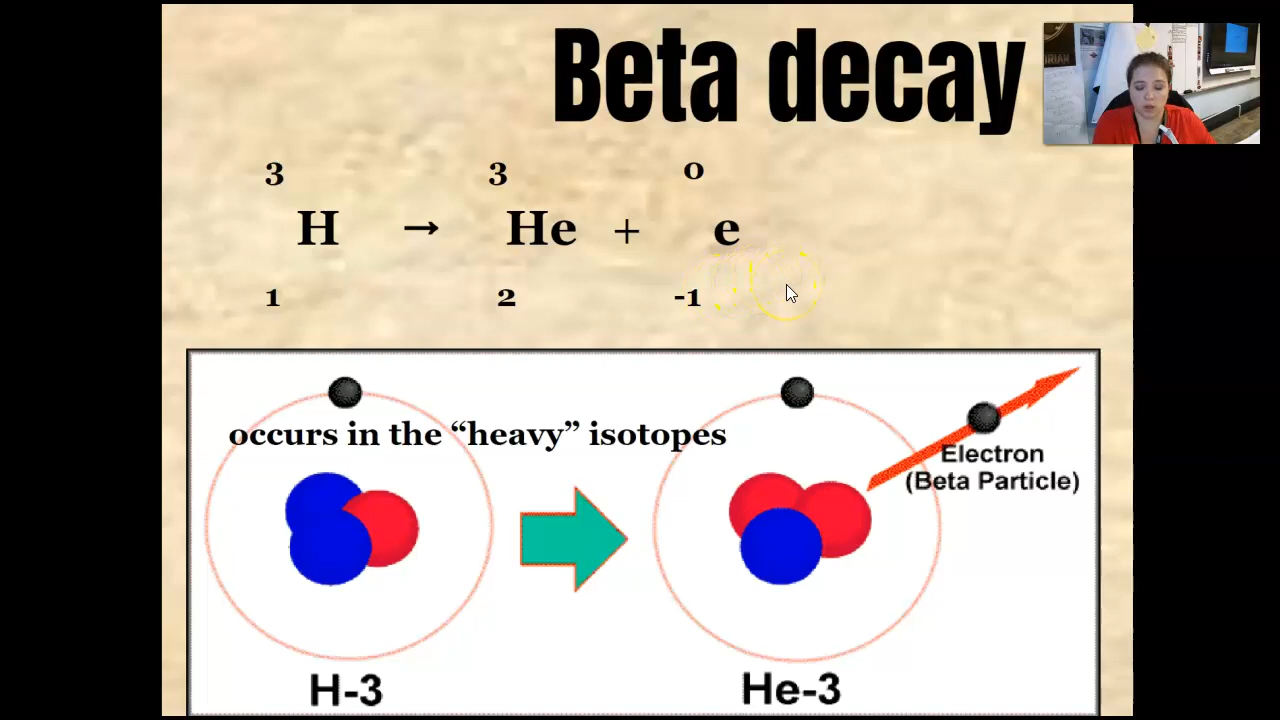 Beta decay
3 3 0
H → He + e
1 2 -1
occurs in the “heavy” isotopes
Electron
(Beta Particle)
H-3 He-3